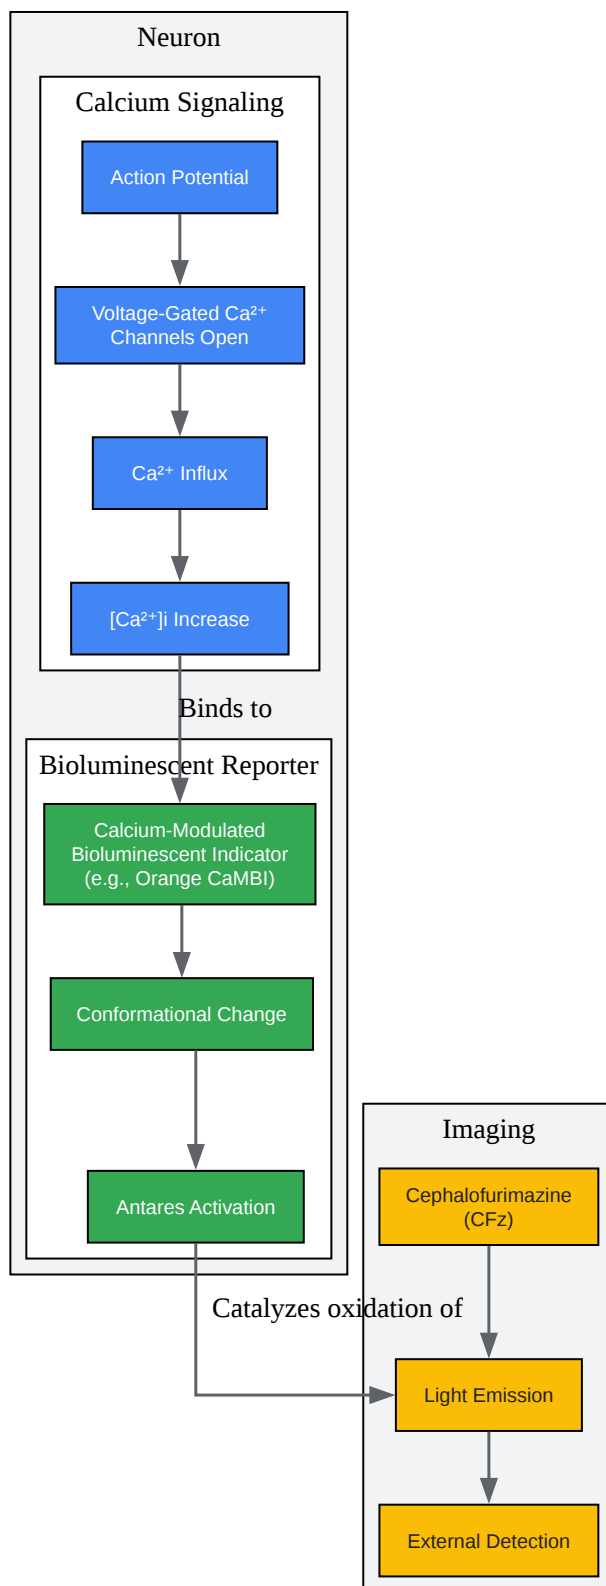 Neuron
Calcium Signaling
Action Potential
Voltage-Gated Ca²⁺
Channels Open
Ca²⁺ Influx
[Ca²⁺]i Increase
Binds to
Bioluminescent Reporter
Calcium-Modulated
Bioluminescent Indicator
(e.g., Orange CaMBI)
Conformational Change
Antares Activation
Imaging
Cephalofurimazine
(CFz)
Catalyzes oxidation of
Light Emission
External Detection